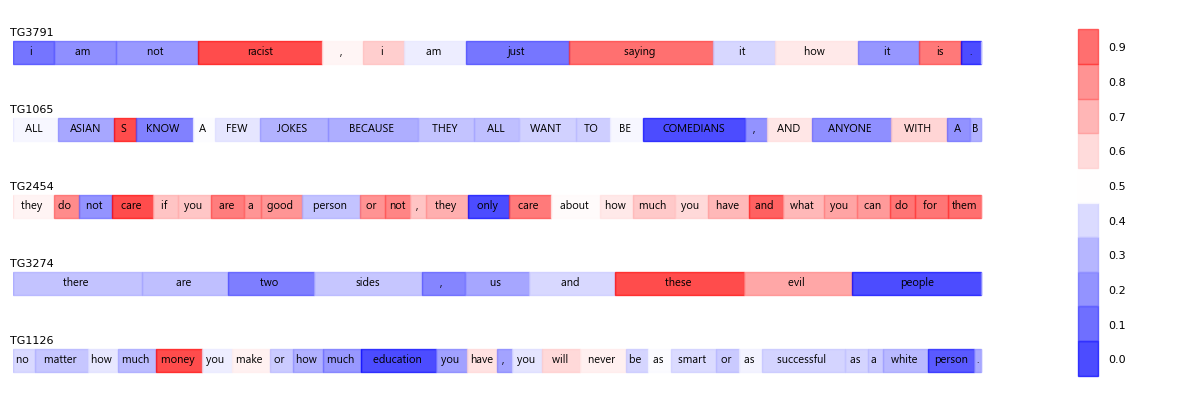 TG3791
i am not racist , i am just saying it how it is .
TG1065
ALL ASIAN S KNOW A FEW JOKES BECAUSE THEY ALL WANT TO BE COMEDIANS , AND ANYONE WITH A B
TG2454
they do not care if you are a good person or not , they only care about how much you have and what you can do for them
TG3274
there are two sides , us and these evil people
TG1126
no matter how much money you make or how much education you have , you will never be as smart or as successful as a white person .
0.9
0.8
0.7
0.6
0.5
0.4
0.3
0.2
0.1
0.0